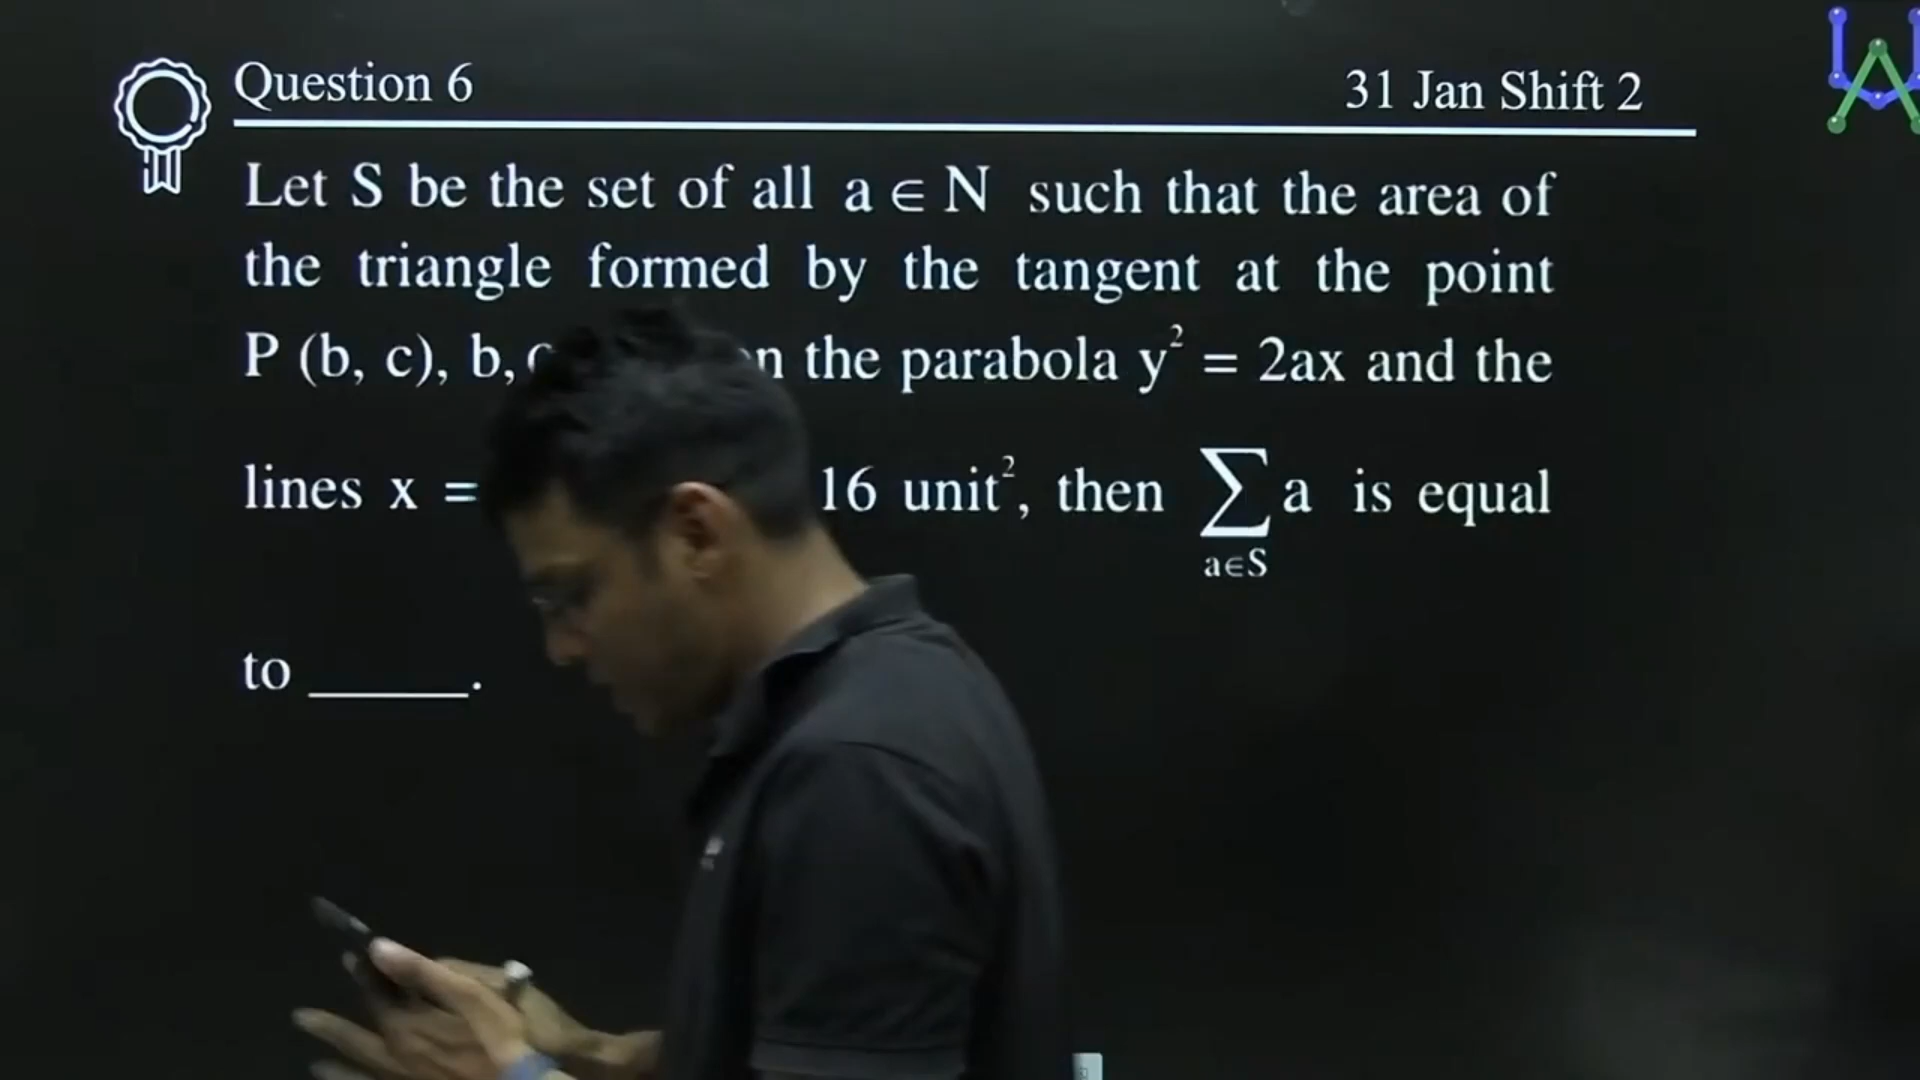 Question 6
31 Jan Shift 2
Let S be the set of all a ∈ N such that the area of
the triangle formed by the tangent at the point
P (b, c), b, the parabola y² = 2ax and the
lines x = 16 unit², then ∑ a is equal
a∈S
to ______.